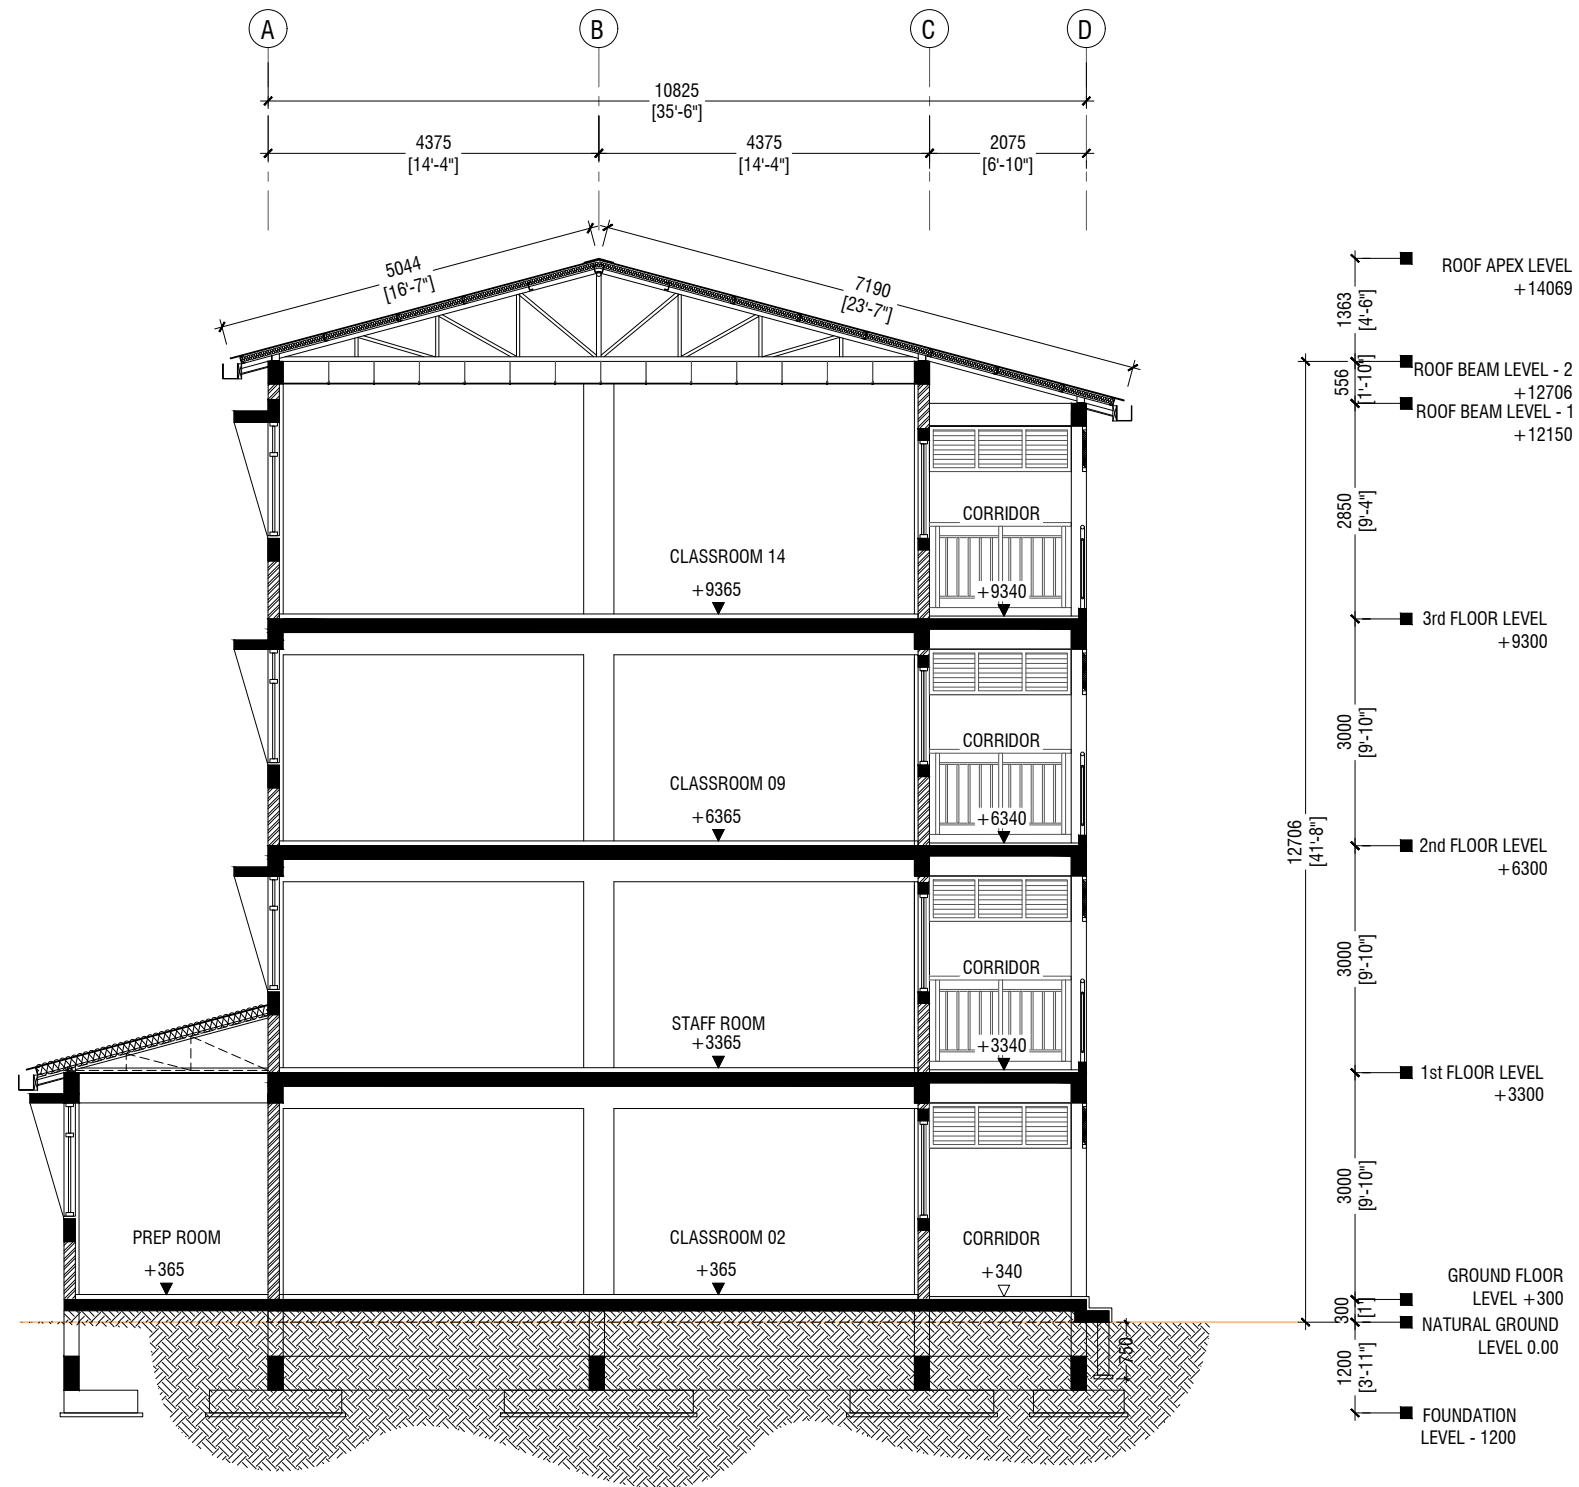 A
B
C
D
10825
[35'-6"]
4375
[14'-4"]
4375
[14'-4"]
2075
[6'-10"]
5044
[16'-7"]
7190
[23'-7"]
ROOF APEX LEVEL
+14069
1363
[4'-6"]
ROOF BEAM LEVEL - 2
+12706
556
[1'-10"]
ROOF BEAM LEVEL - 1
+12150
2850
[9'-4"]
CORRIDOR
+9340
CLASSROOM 14
+9365
3rd FLOOR LEVEL
+9300
3000
[9'-10"]
CORRIDOR
+6340
CLASSROOM 09
+6365
12706
[41'-8"]
2nd FLOOR LEVEL
+6300
3000
[9'-10"]
CORRIDOR
+3340
STAFF ROOM
+3365
1st FLOOR LEVEL
+3300
3000
[9'-10"]
PREP ROOM
+365
CLASSROOM 02
+365
CORRIDOR
+340
GROUND FLOOR
LEVEL +300
300
[1']
NATURAL GROUND
LEVEL 0.00
750
1200
[3'-11"]
FOUNDATION
LEVEL - 1200